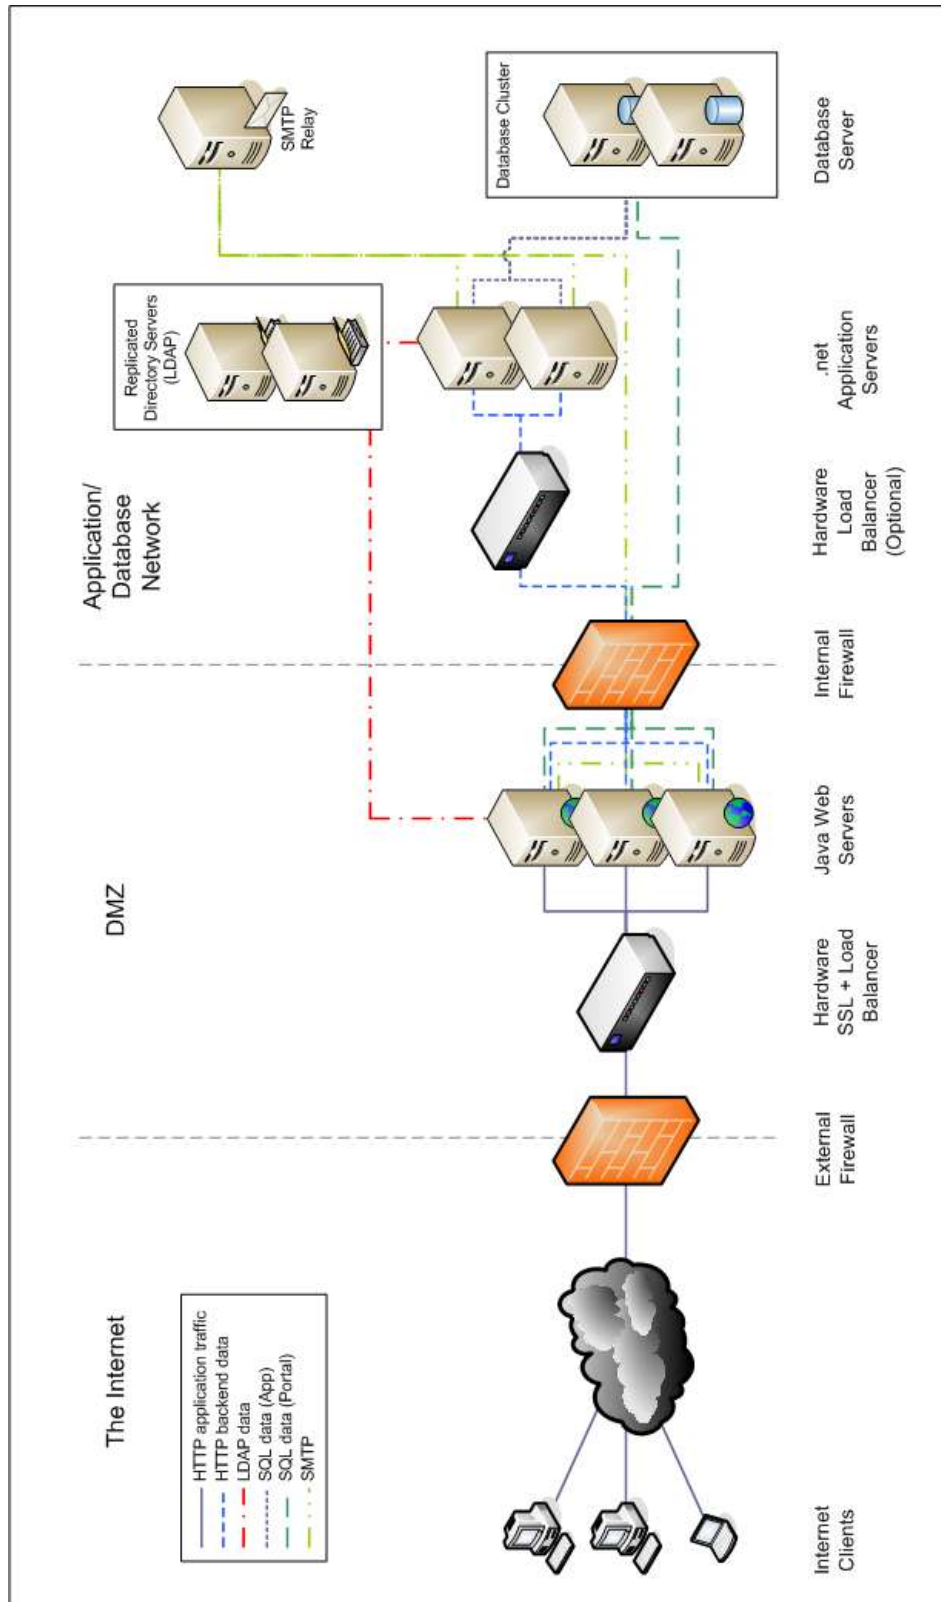 The Internet
DMZ
Application/
Database
Network
HTTP application traffic
HTTP backend data
LDAP data
SQL data (App)
SQL data (Portal)
SMTP
Replicated
Directory Servers
(LDAP)
SMTP
Relay
Database Cluster
Internet
Clients
External
Firewall
Hardware
SSL + Load
Balancer
Java Web
Servers
Internal
Firewall
Hardware
Load
Balancer
(Optional)
.net
Application
Servers
Database
Server